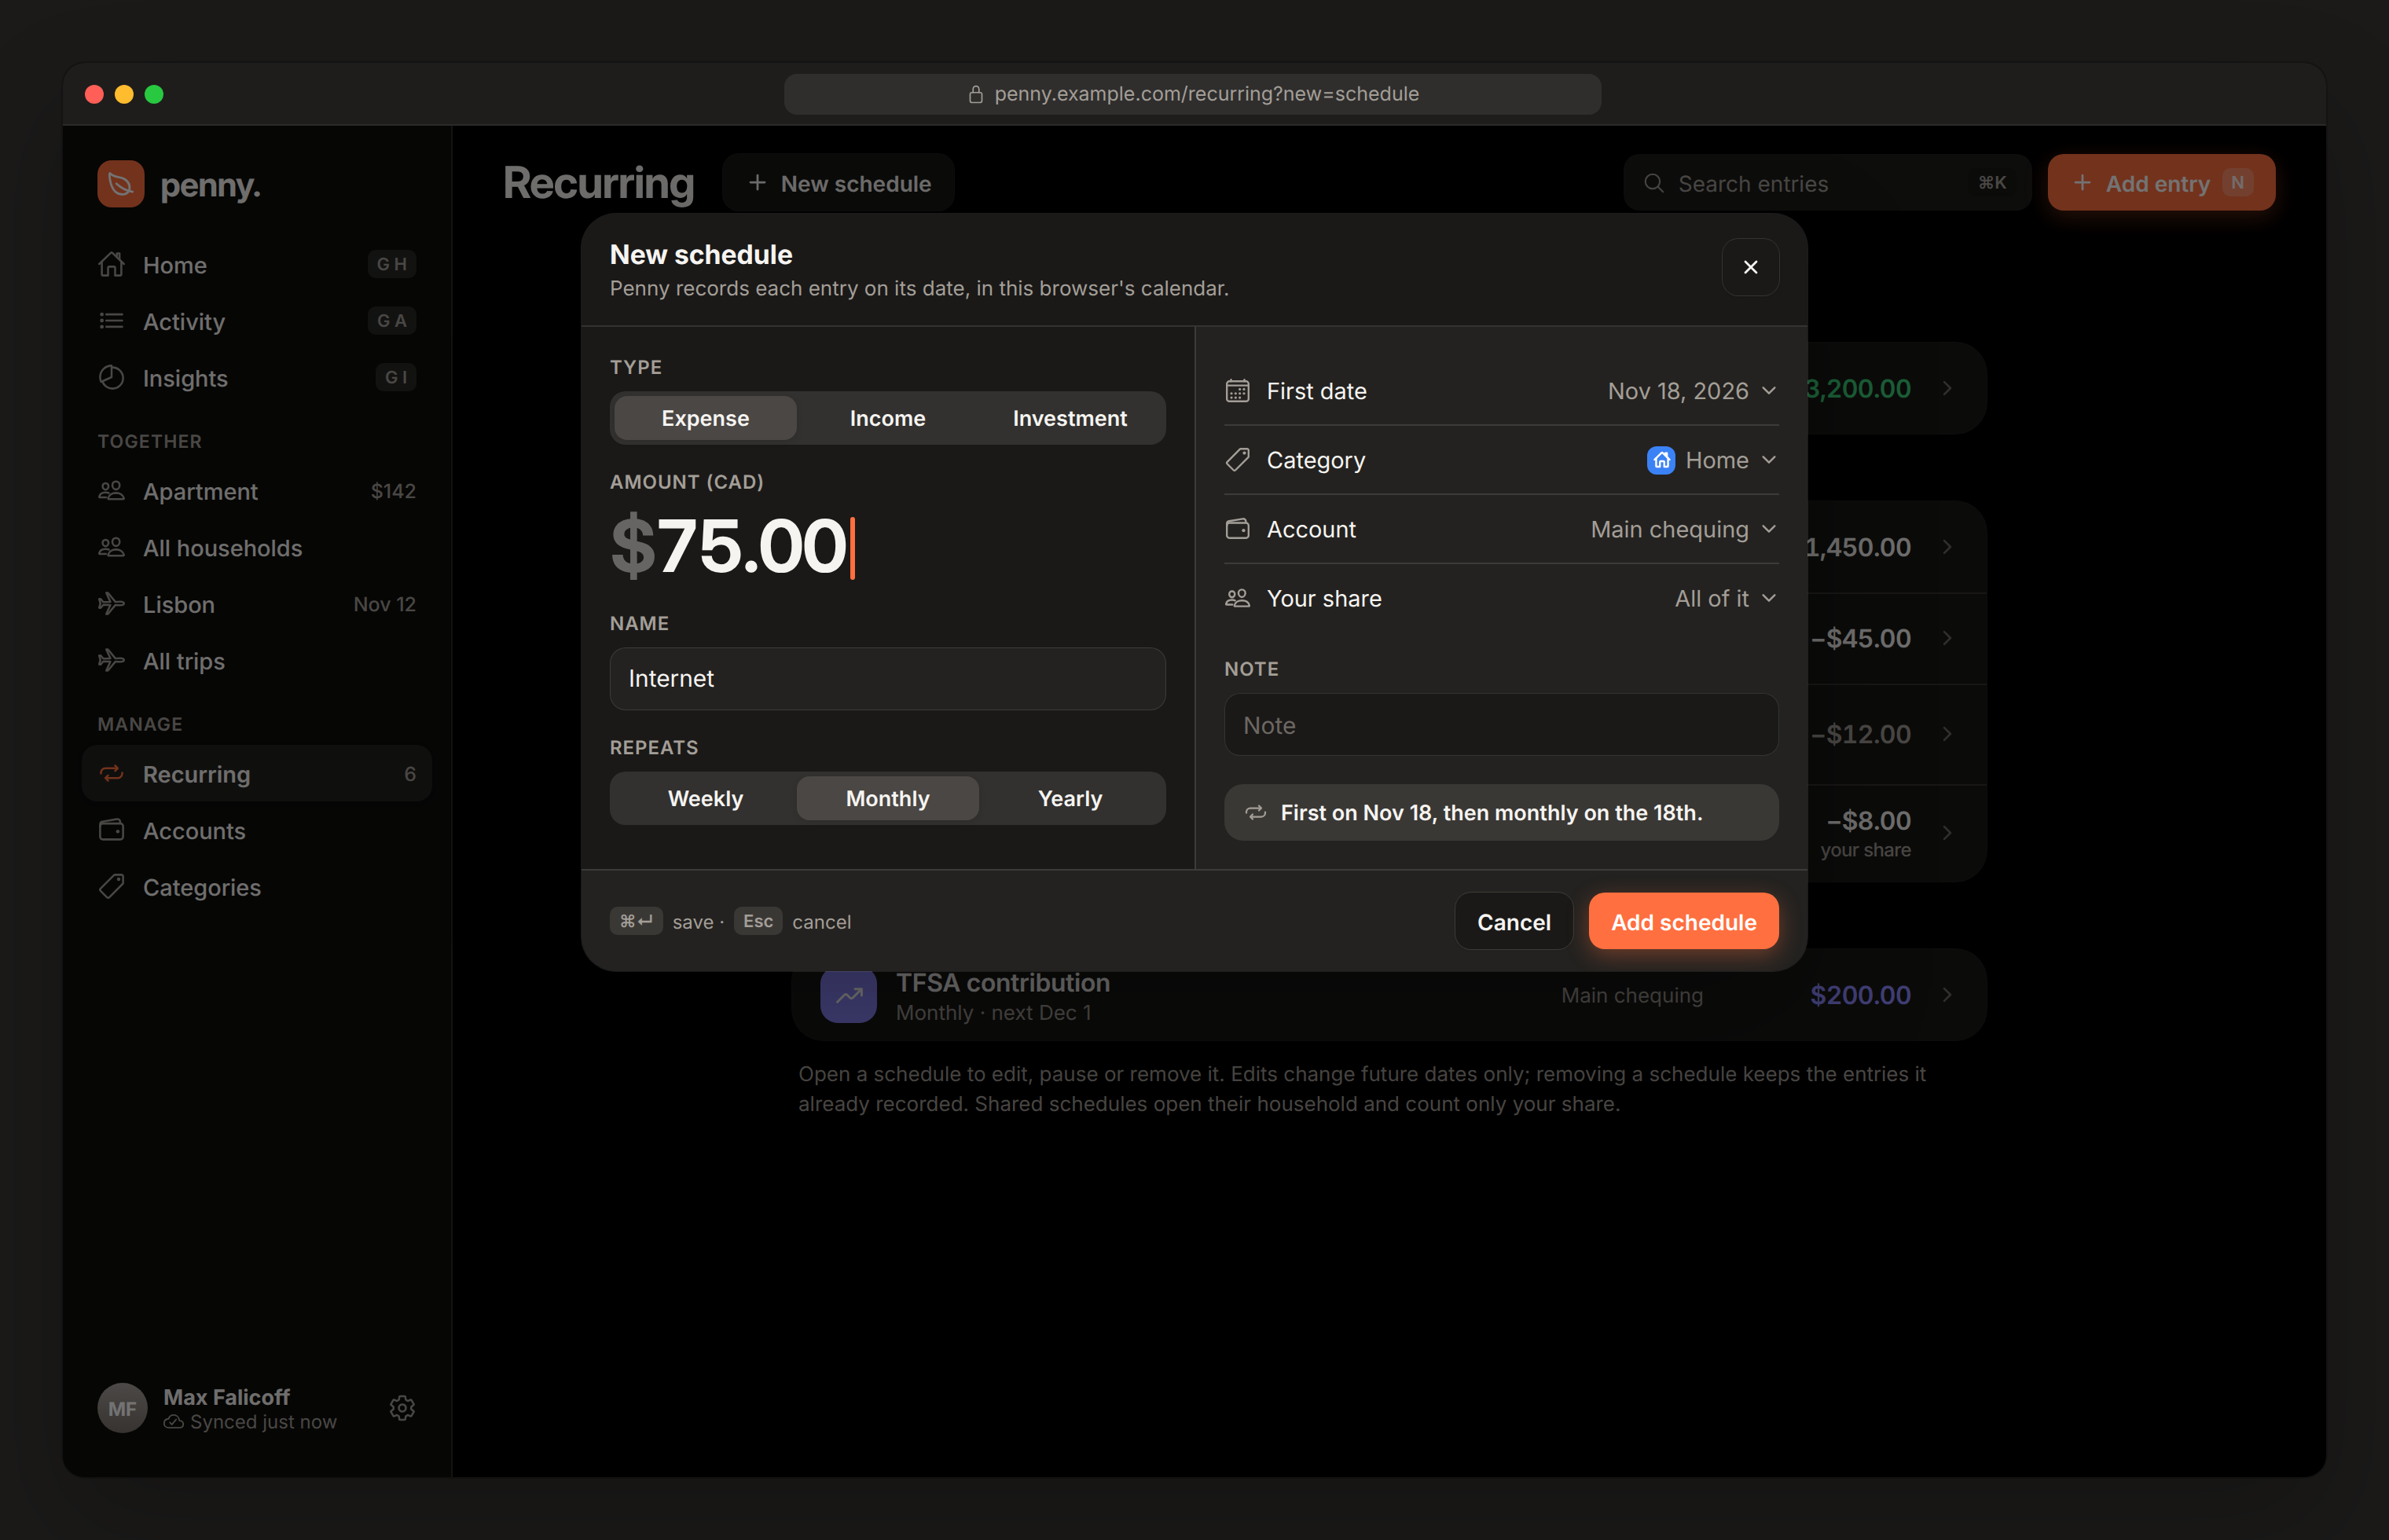 penny.example.com/recurring?new=schedule
penny.
Home G H
Activity G A
Insights G I
TOGETHER
Apartment $142
All households
Lisbon Nov 12
All trips
MANAGE
Recurring 6
Accounts
Categories
MF
Max Falicoff
Synced just now
Recurring
+ New schedule
Search entries ⌘K
+ Add entry N
New schedule
Penny records each entry on its date, in this browser's calendar.
TYPE
Expense Income Investment
AMOUNT (CAD)
$75.00
NAME
Internet
REPEATS
Weekly Monthly Yearly
First date Nov 18, 2026
Category Home
Account Main chequing
Your share All of it
NOTE
Note
First on Nov 18, then monthly on the 18th.
⌘↵ save · Esc cancel
Cancel
Add schedule
3,200.00
1,450.00
–$45.00
–$12.00
–$8.00
your share
TFSA contribution
Monthly · next Dec 1
Main chequing
$200.00
Open a schedule to edit, pause or remove it. Edits change future dates only; removing a schedule keeps the entries it
already recorded. Shared schedules open their household and count only your share.